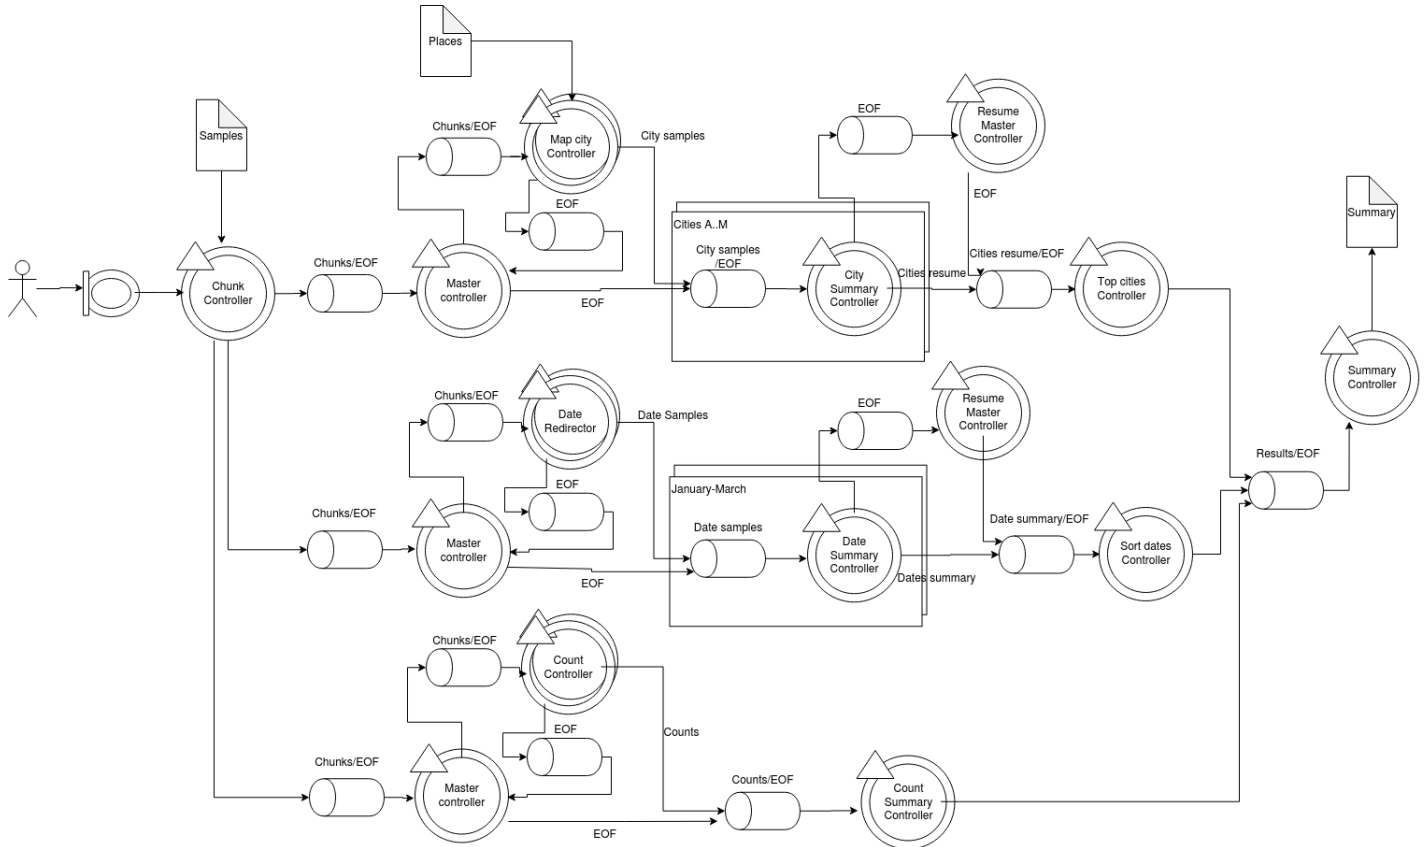 Places
Samples
Chunks/EOF
Map city
Controller
City samples
EOF
EOF
Resume
Master
Controller
EOF
Summary
Chunk
Controller
Chunks/EOF
Master
controller
EOF
Cities A..M
City samples
/EOF
City
Summary
Controller
Cities resume
Cities resume/EOF
Top cities
Controller
Summary
Controller
Chunks/EOF
Date
Redirector
Date Samples
EOF
EOF
Resume
Master
Controller
Results/EOF
Chunks/EOF
Master
controller
EOF
January-March
Date samples
Date
Summary
Controller
Dates summary
Date summary/EOF
Sort dates
Controller
Chunks/EOF
Count
Controller
EOF
Counts
Chunks/EOF
Master
controller
EOF
Counts/EOF
Count
Summary
Controller